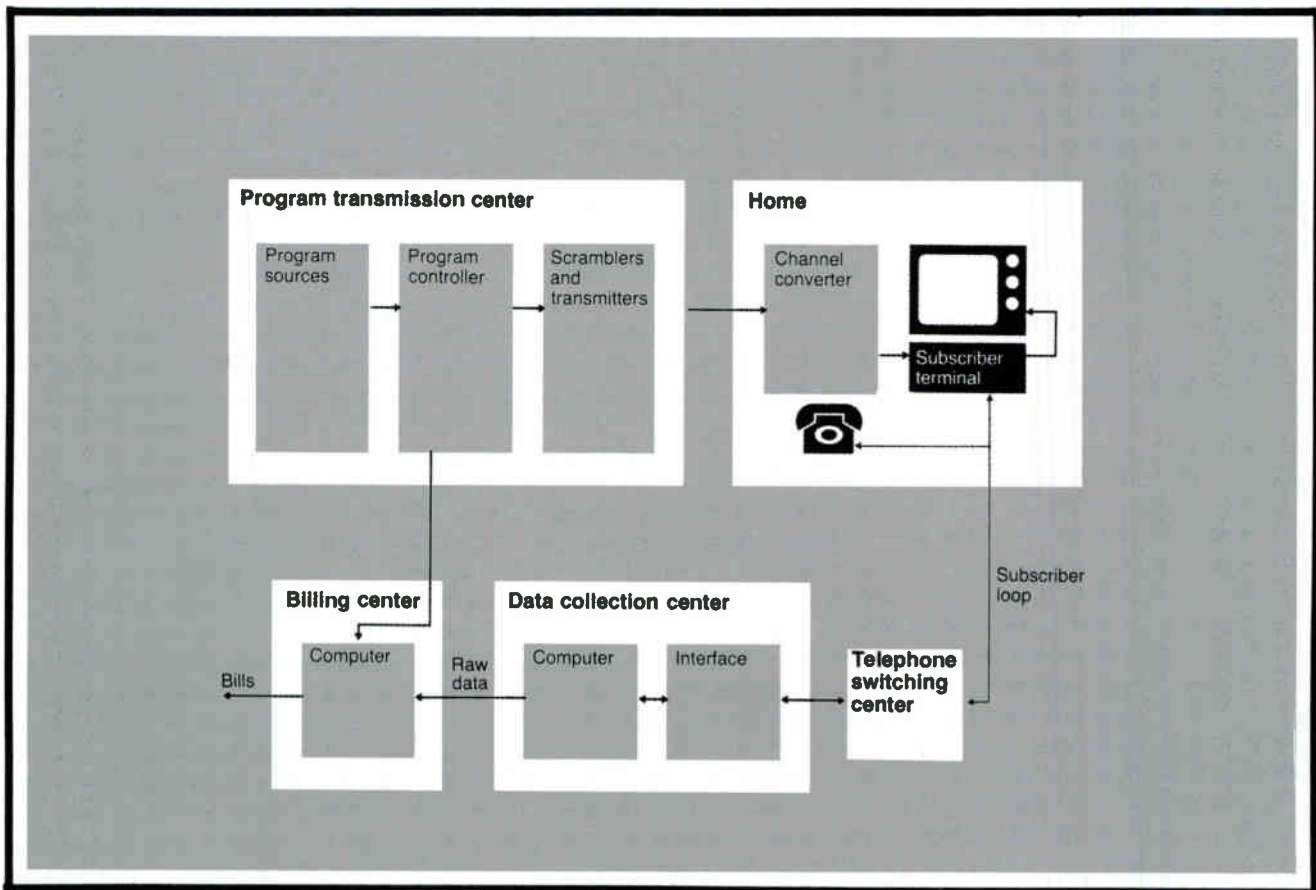 Program transmission center
Program
sources
Program
controller
Scramblers
and
transmitters
Home
Channel
converter
Subscriber
terminal
Subscriber
loop
Billing center
Computer
Bills
Raw
data
Data collection center
Computer
Interface
Telephone
switching
center